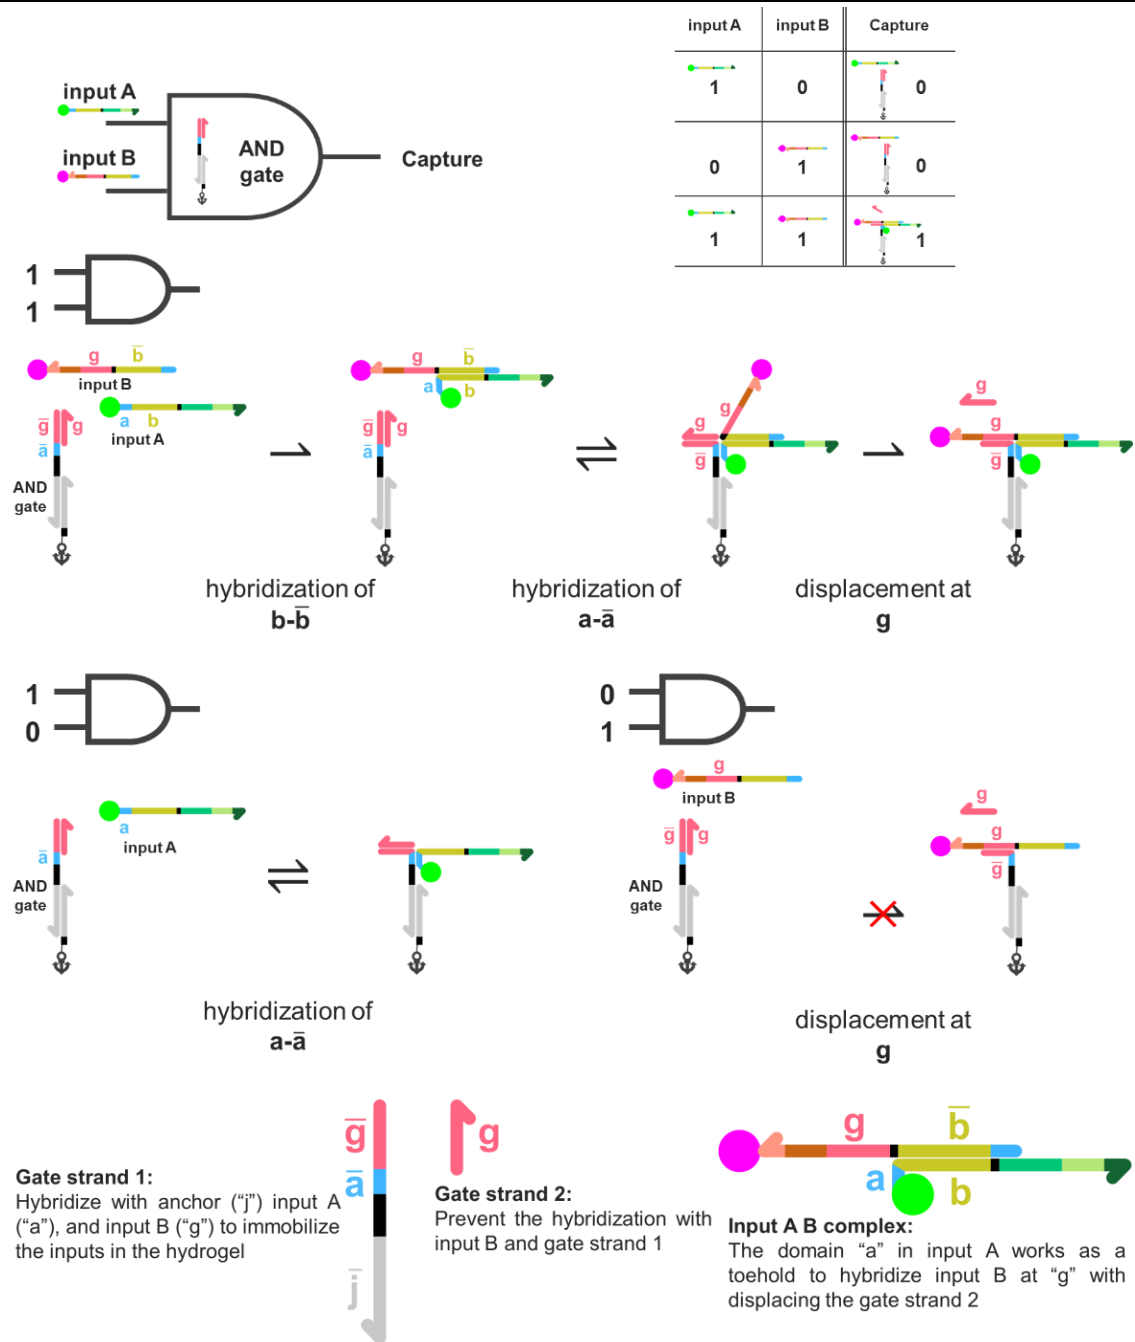 input A
input B
Capture
input A
1
0
0
input B
AND
gate
Capture
0
1
0
1
1
1
1
1
g
b̅
input B
a
b
input A
g̅
g
a̅
AND
gate
g
b̅
a
b
g̅
g
a̅
g
g
g̅
g
g
g̅
hybridization of
b-b̅
hybridization of
a-a̅
displacement at
g
1
0
0
1
a
input A
a̅
AND
gate
g
input B
g̅
g
AND
gate
g
g
g̅
hybridization of
a-a̅
displacement at
g
Gate strand 1:
Hybridize with anchor (“j”) input A
(“a”), and input B (“g”) to immobilize
the inputs in the hydrogel
g̅
a̅
j̅
g
Gate strand 2:
Prevent the hybridization with
input B and gate strand 1
g
b̅
a
b
Input A B complex:
The domain “a” in input A works as a
toehold to hybridize input B at “g” with
displacing the gate strand 2